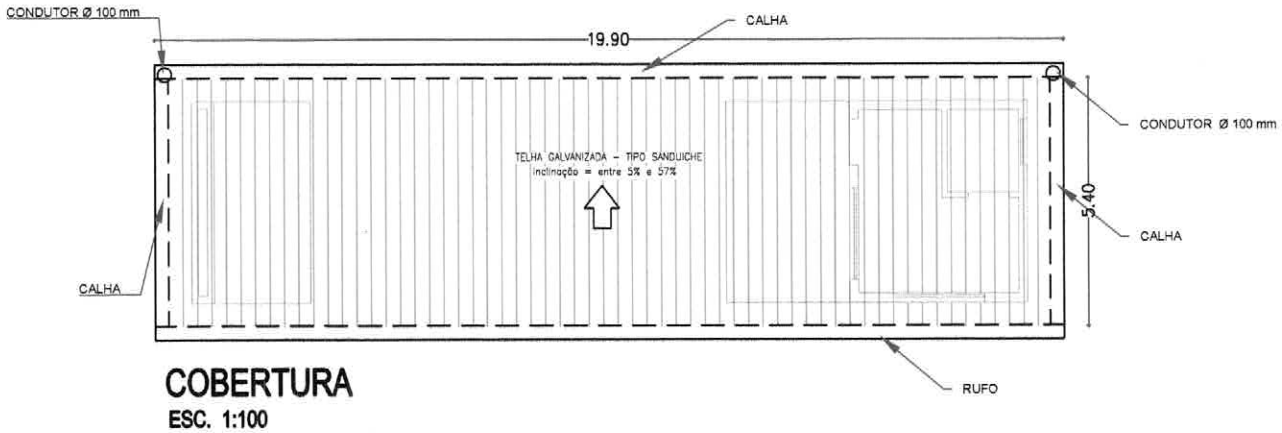 CONDUTOR Ø 100 mm
CALHA
19.90
CONDUTOR Ø 100 mm
TELHA GALVANIZADA - TIPO SANDUICHE
inclinação = entre 5% e 57%
5.40
CALHA
CALHA
RUFO
COBERTURA
ESC. 1:100